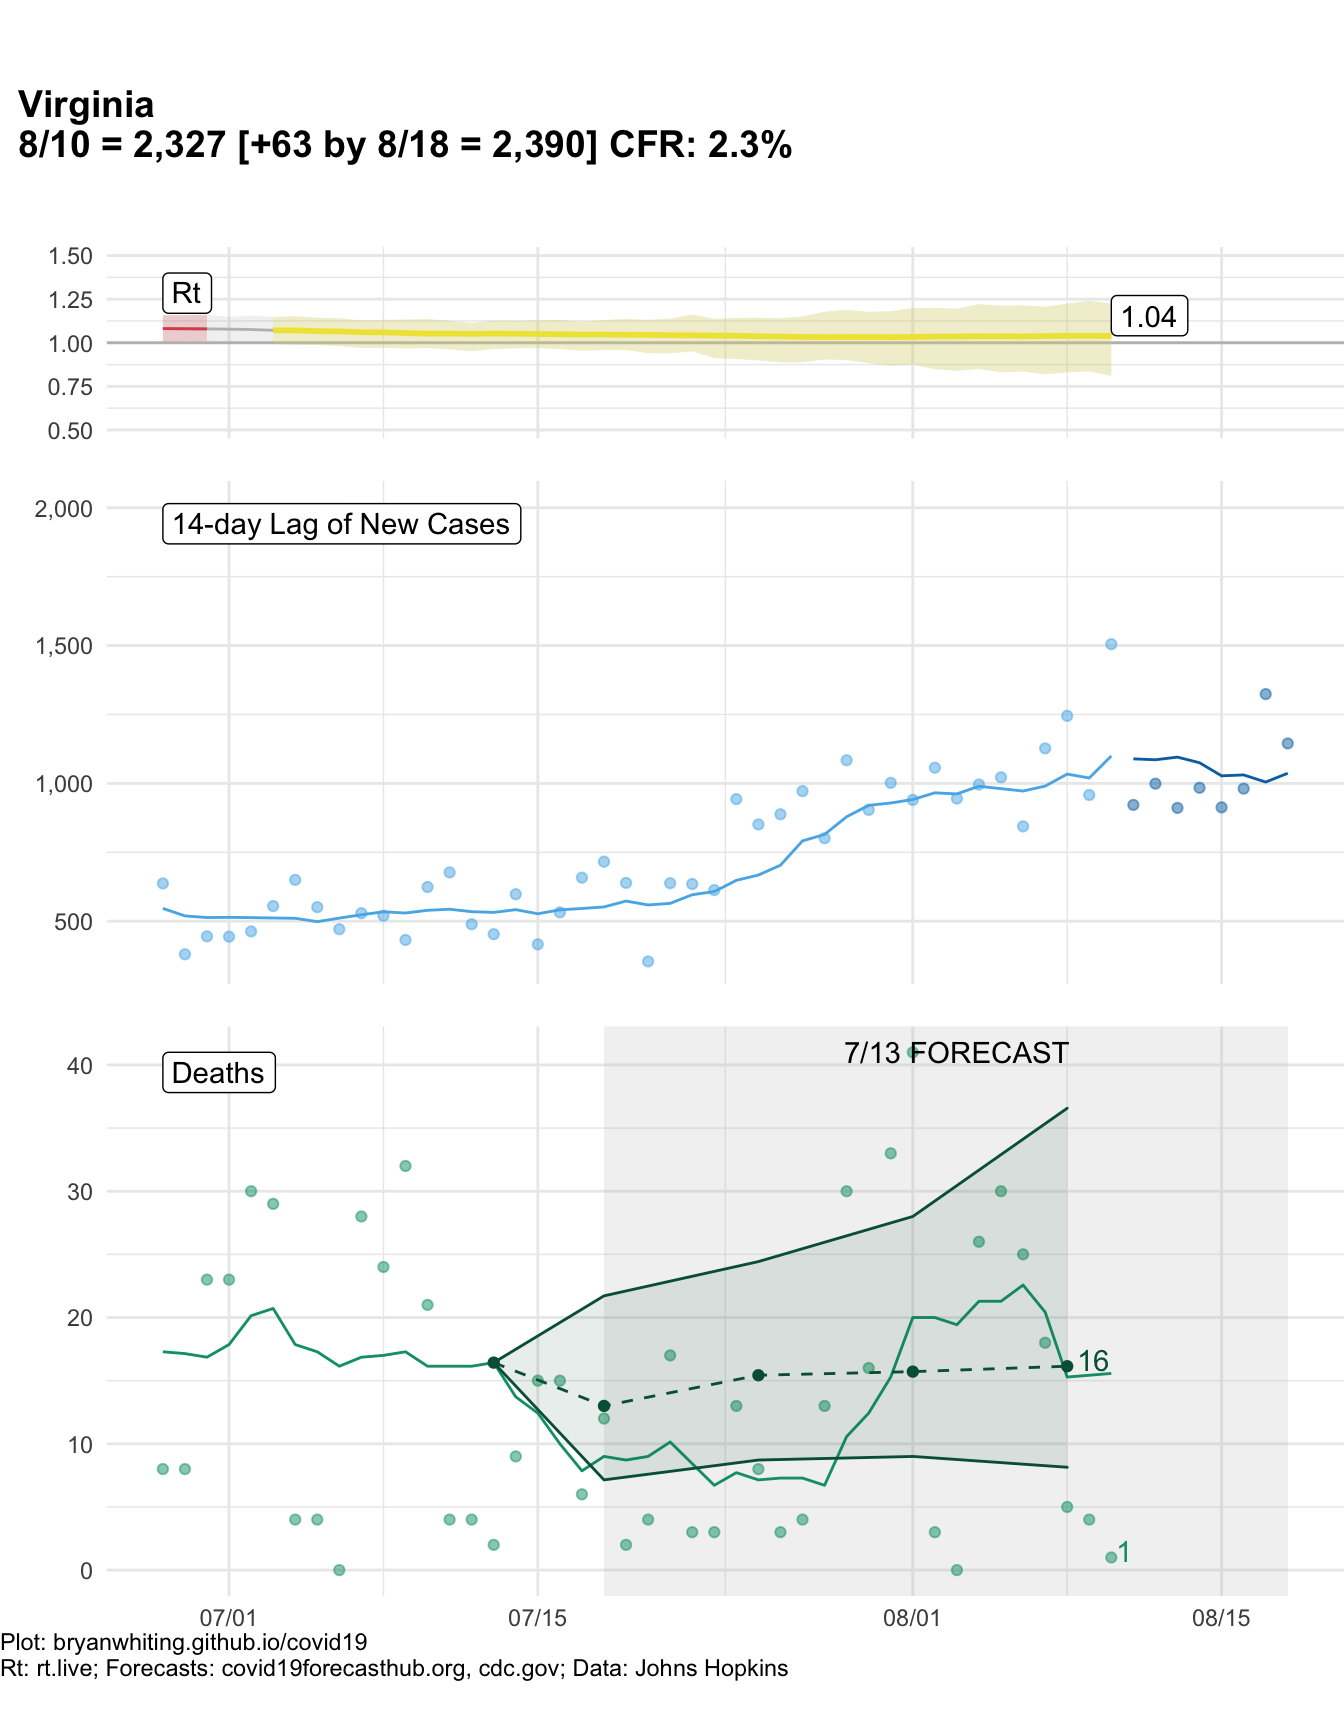 Virginia
8/10 = 2,327 [+63 by 8/18 = 2,390] CFR: 2.3%
1.50
1.25
1.00
0.75
0.50
Rt
1.04
2,000
1,500
1,000
500
14-day Lag of New Cases
40
30
20
10
0
Deaths
7/13 FORECAST
16
1
07/01
07/15
08/01
08/15
Plot: bryanwhiting.github.io/covid19
Rt: rt.live; Forecasts: covid19forecasthub.org, cdc.gov; Data: Johns Hopkins